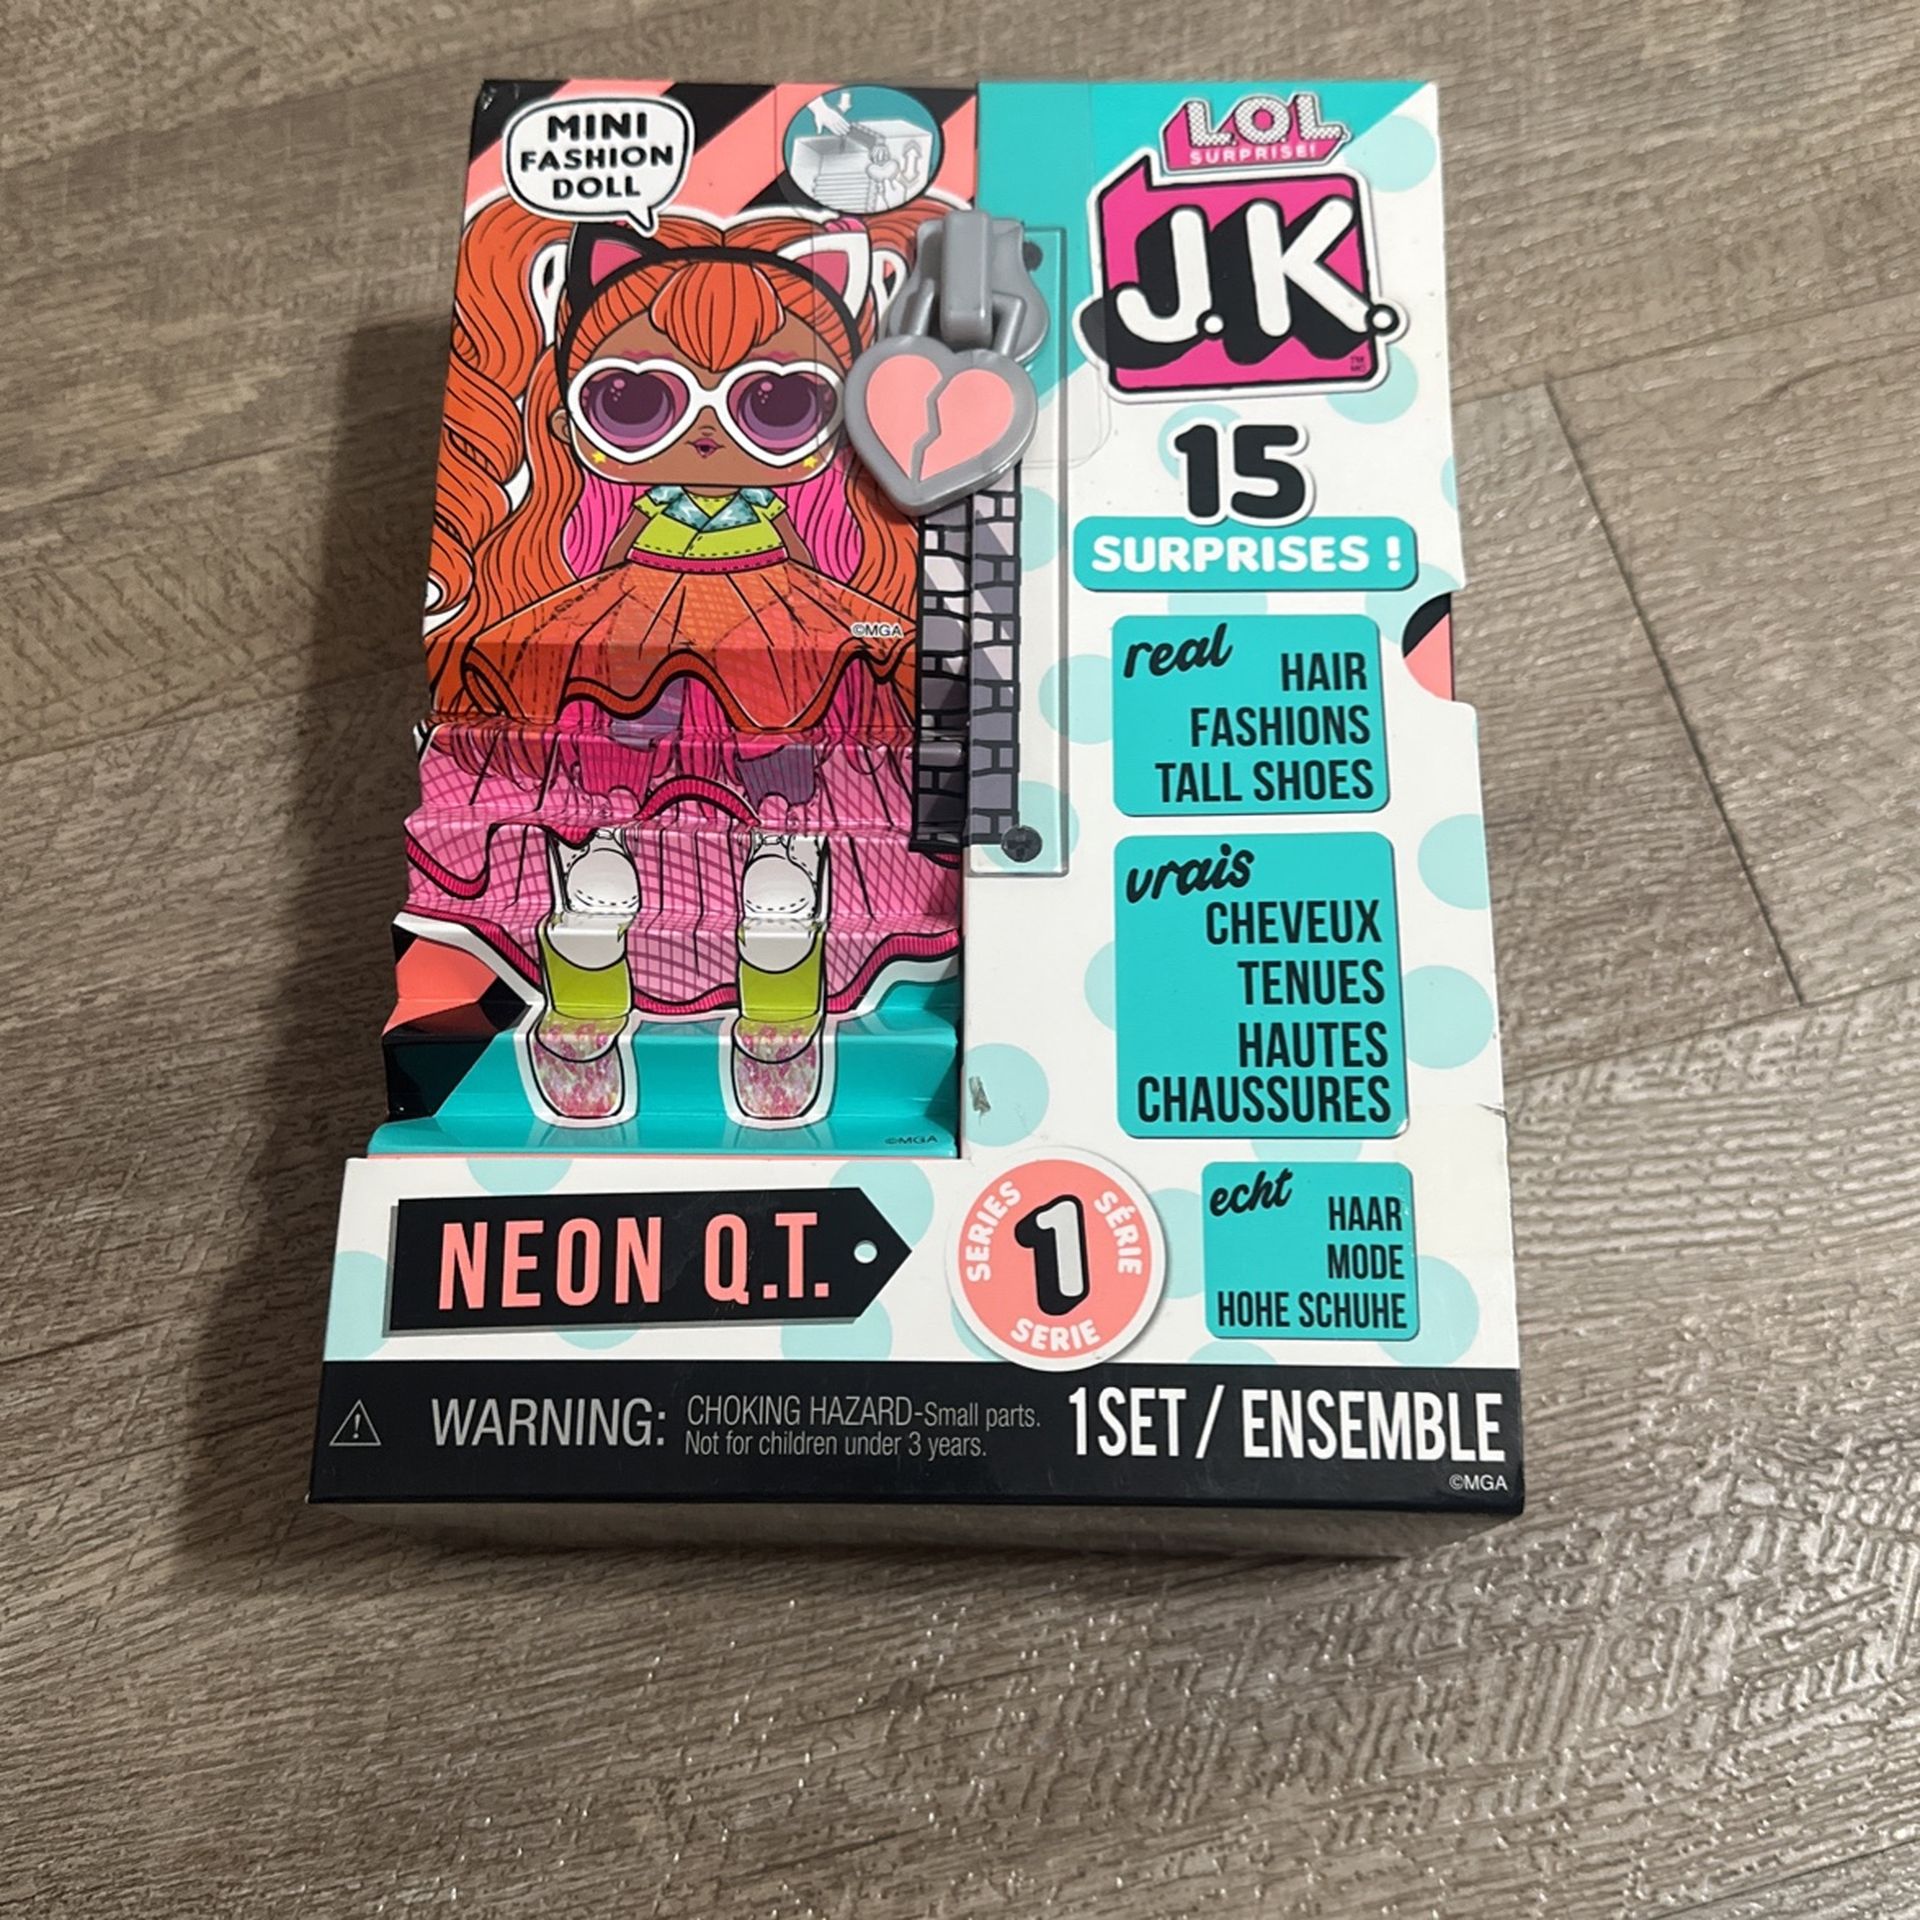 MINI
FASHION
DOLL
L.O.L.
SURPRISE!
J.K.
15
SURPRISES !
real HAIR
FASHIONS
TALL SHOES
vrais
CHEVEUX
TENUES
HAUTES
CHAUSSURES
echt HAAR
MODE
HOHE SCHUHE
©MGA
©MGA
NEON Q.T.
SERIES SÉRIE
1
SERIE
WARNING: CHOKING HAZARD-Small parts.
Not for children under 3 years.
1 SET / ENSEMBLE
©MGA